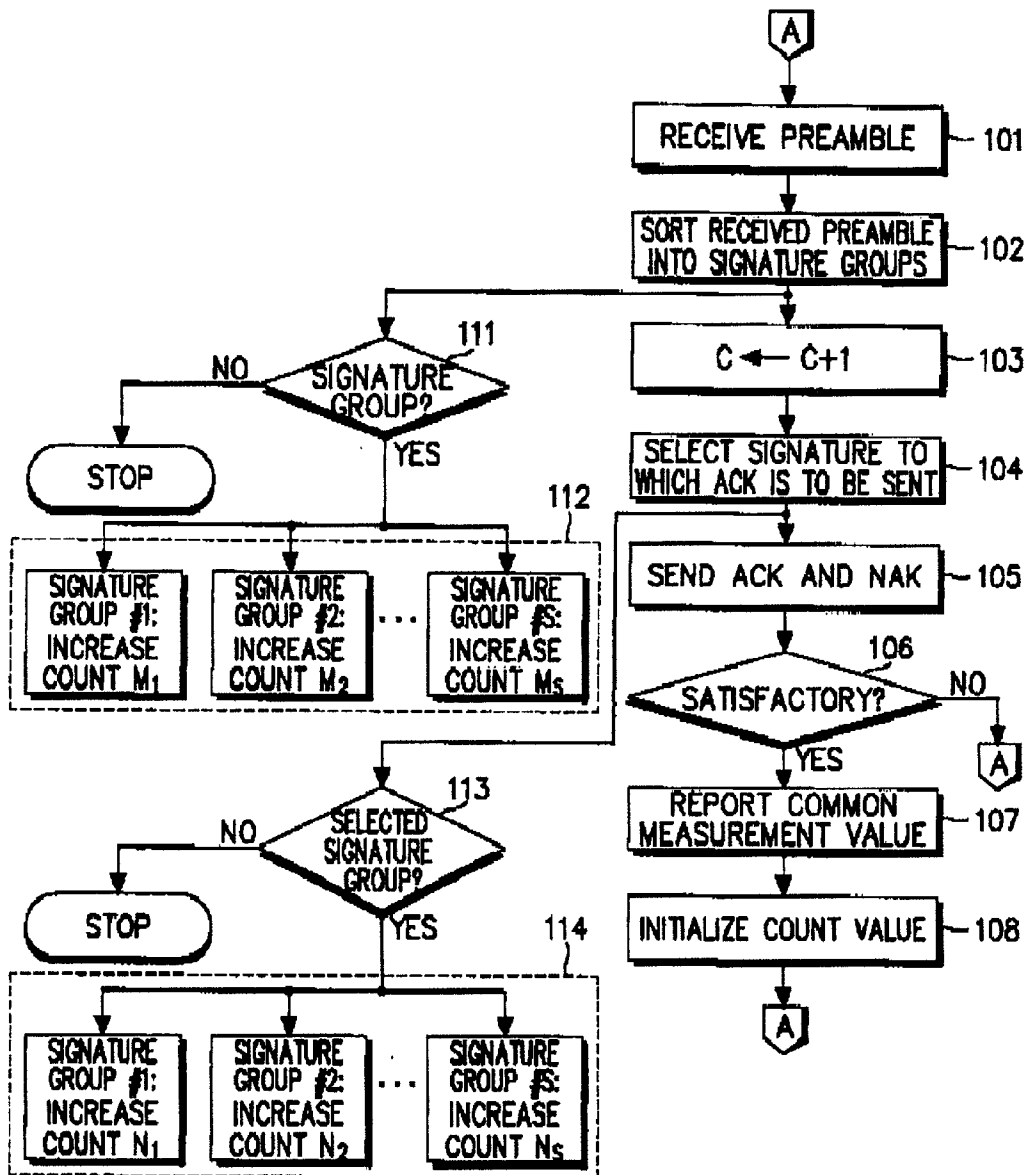 A
RECEIVE PREAMBLE
101
SORT RECEIVED PREAMBLE
INTO SIGNATURE GROUPS
102
C ← C+1
103
SELECT SIGNATURE TO
WHICH ACK IS TO BE SENT
104
SEND ACK AND NAK
105
106
SATISFACTORY?
NO
A
YES
REPORT COMMON
MEASUREMENT VALUE
107
INITIALIZE COUNT VALUE
108
A
111
SIGNATURE
GROUP?
NO
STOP
YES
112
SIGNATURE
GROUP #1:
INCREASE
COUNT M1
SIGNATURE
GROUP #2:
INCREASE
COUNT M2
...
SIGNATURE
GROUP #S:
INCREASE
COUNT MS
113
SELECTED
SIGNATURE
GROUP?
NO
STOP
YES
114
SIGNATURE
GROUP #1:
INCREASE
COUNT N1
SIGNATURE
GROUP #2:
INCREASE
COUNT N2
...
SIGNATURE
GROUP #S:
INCREASE
COUNT NS